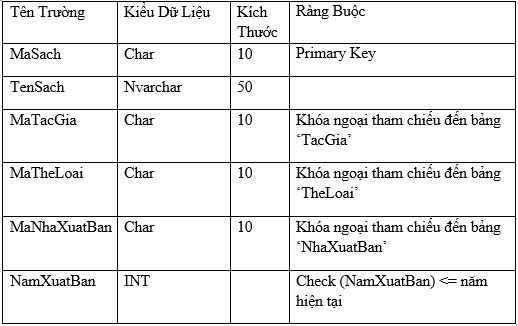 Tên Trường Kiểu Dữ Liệu Kích Thước Ràng Buộc
MaSach Char 10 Primary Key
TenSach Nvarchar 50
MaTacGia Char 10 Khóa ngoại tham chiếu đến bảng
‘TacGia’
MaTheLoai Char 10 Khóa ngoại tham chiếu đến bảng
‘TheLoai’
MaNhaXuatBan Char 10 Khóa ngoại tham chiếu đến bảng
‘NhaXuatBan’
NamXuatBan INT Check (NamXuatBan) <= năm
hiện tại